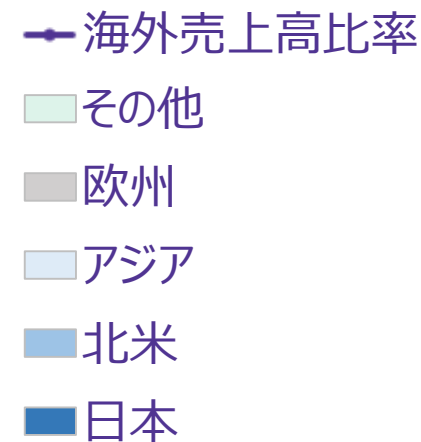 海外売上高比率
その他
欧州
アジア
北米
日本